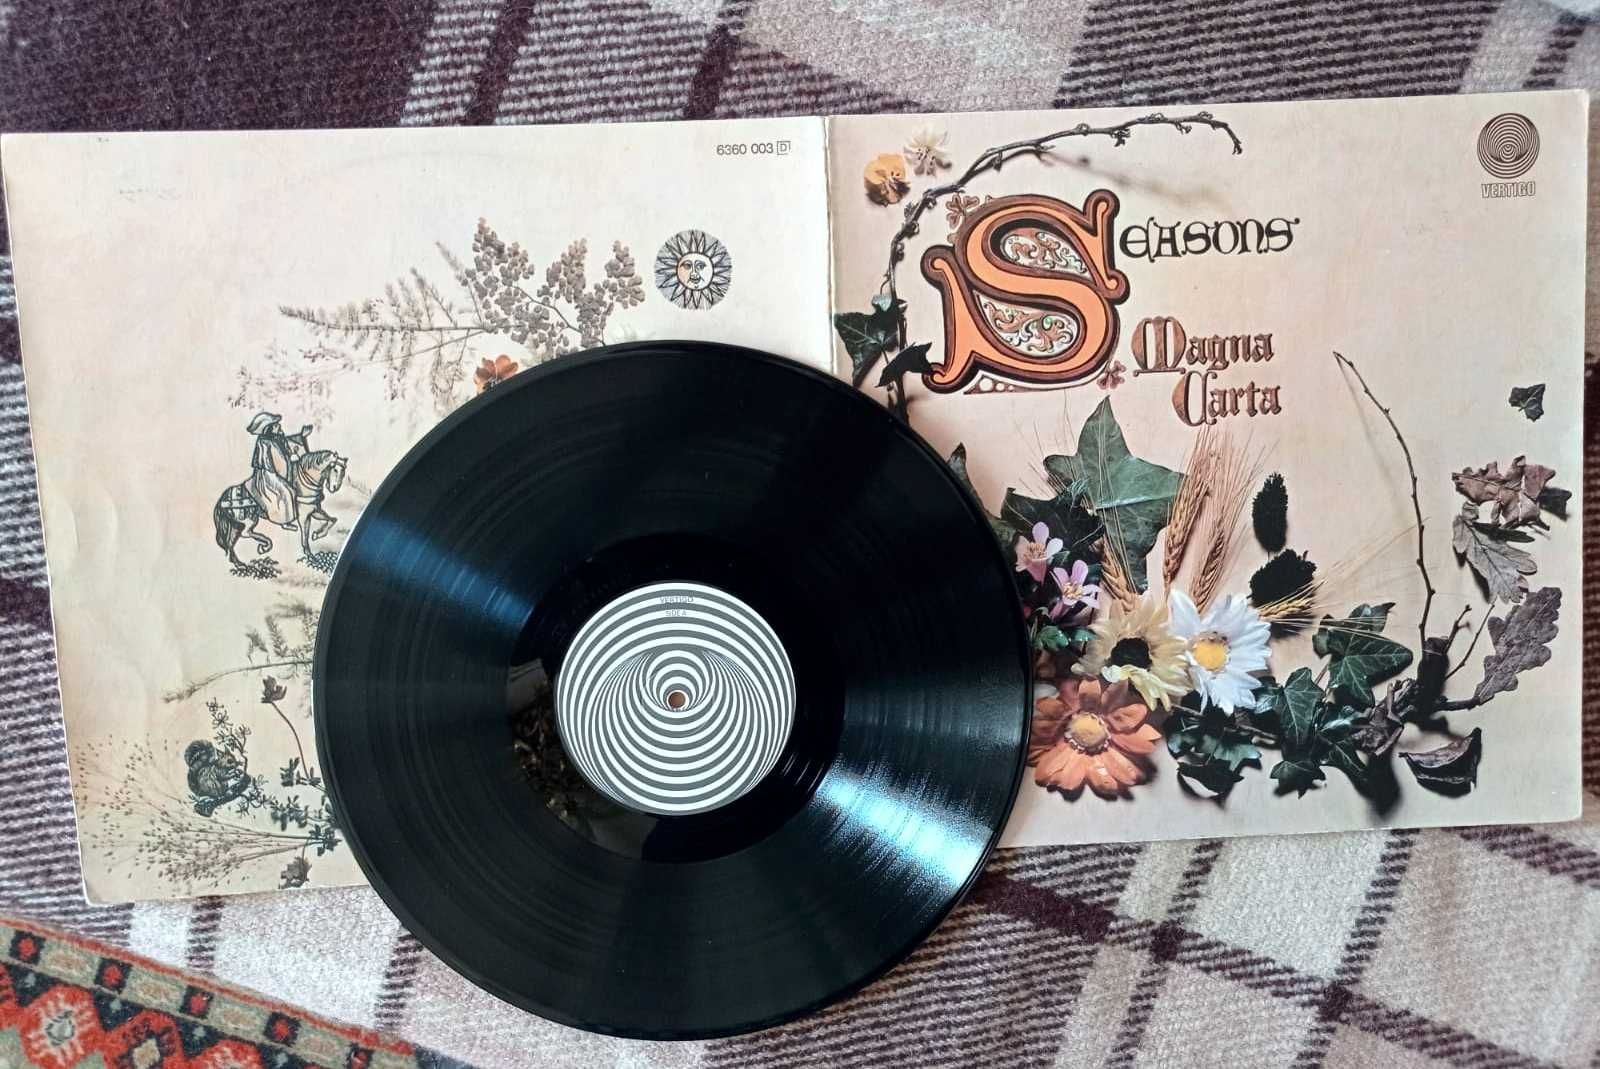 6360 003 D
VERTIGO
SEASONS
Magna
Carta
VERTIGO
SIDE A